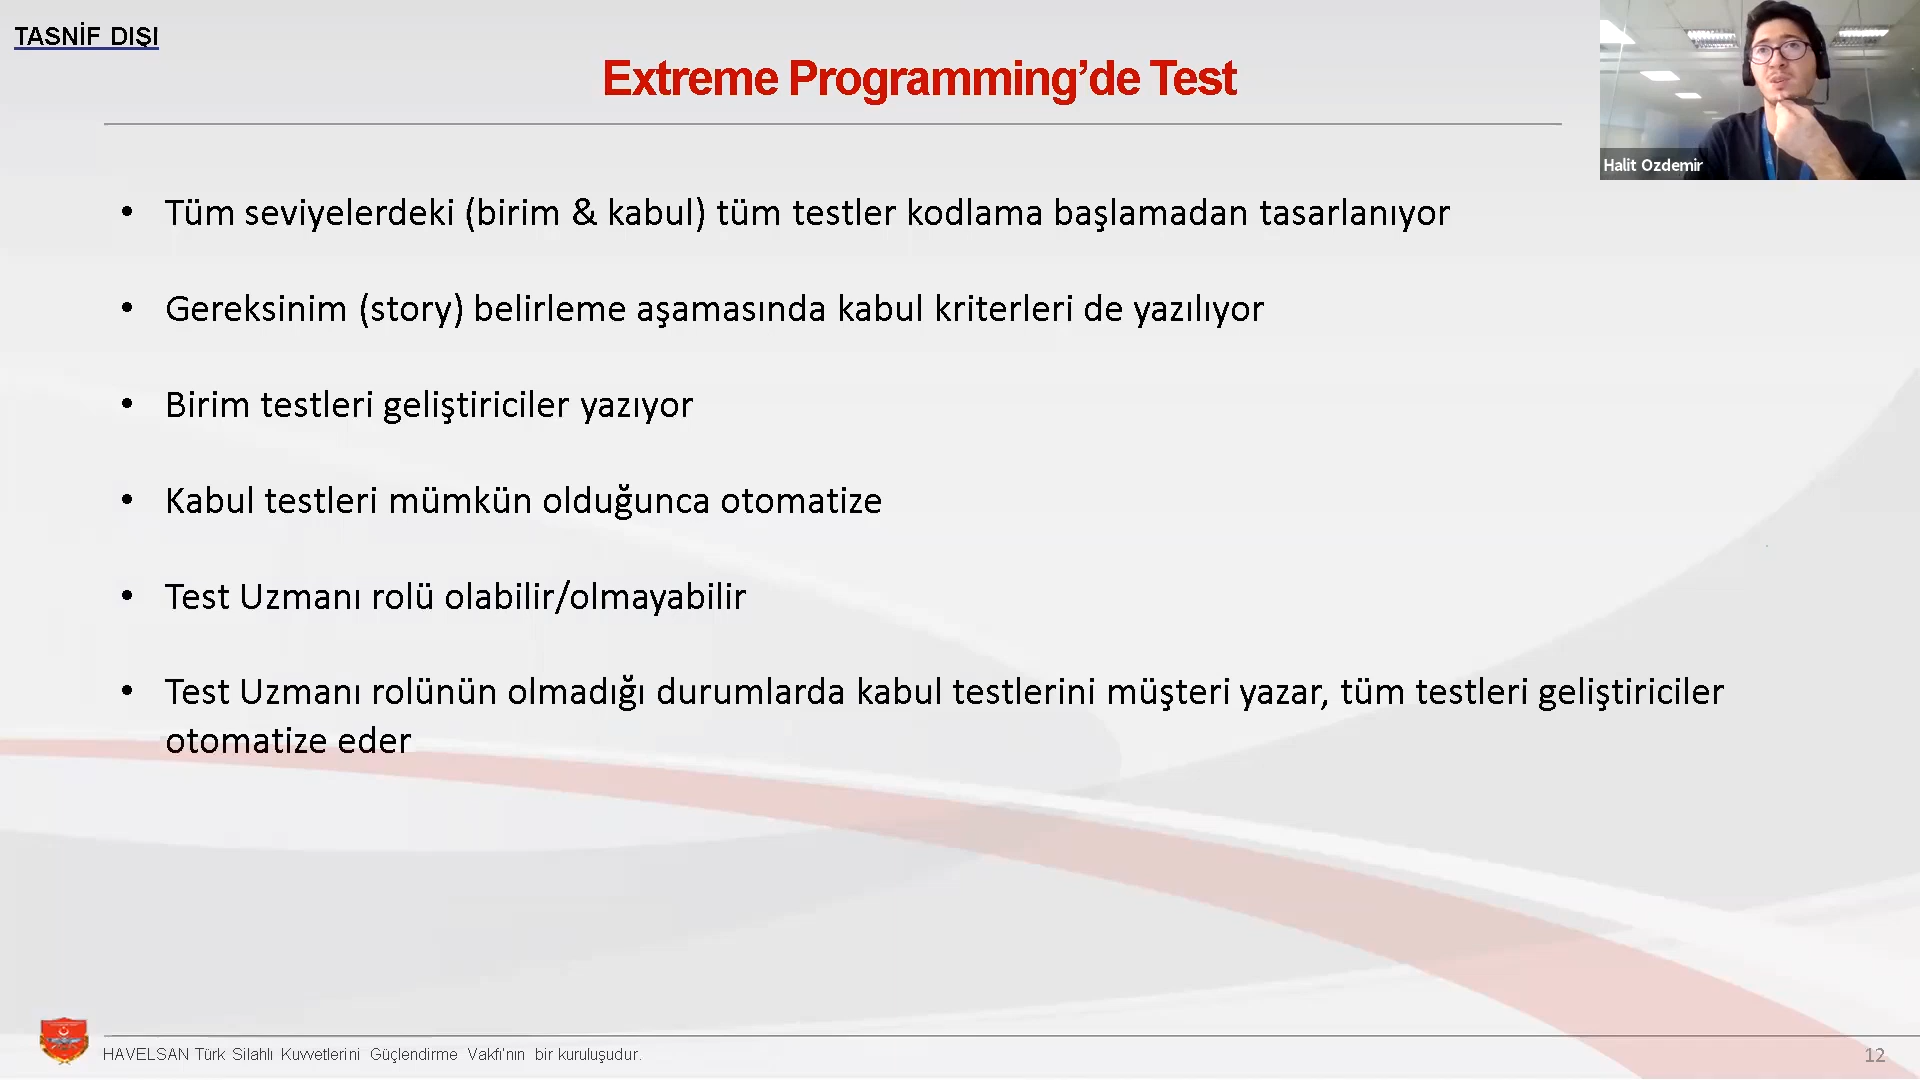 TASNİF DIŞI
Extreme Programming’de Test
Halit Ozdemir
• Tüm seviyelerdeki (birim & kabul) tüm testler kodlama başlamadan tasarlanıyor
• Gereksinim (story) belirleme aşamasında kabul kriterleri de yazılıyor
• Birim testleri geliştiriciler yazıyor
• Kabul testleri mümkün olduğunca otomatize
• Test Uzmanı rolü olabilir/olmayabilir
• Test Uzmanı rolünün olmadığı durumlarda kabul testlerini müşteri yazar, tüm testleri geliştiriciler
otomatize eder
HAVELSAN Türk Silahlı Kuvvetlerini Güçlendirme Vakfı'nın bir kuruluşudur.
12